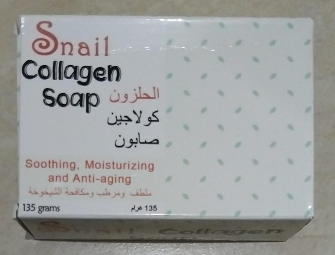 Snail
Collagen
Soap
الحلزون
كولاجين
صابون
Soothing, Moisturizing
and Anti-aging
ملطف ومرطب ومكافحة الشيخوخة
135 grams
135 غرام
Snail Collagen